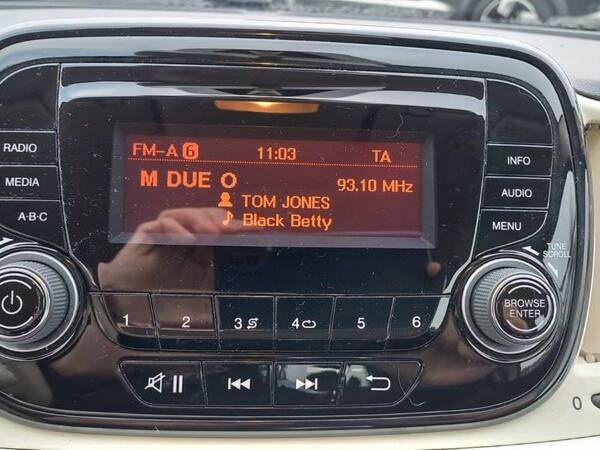 RADIO
MEDIA
A·B·C
FM-A 6 11:03 TA
M DUE O 93.10 MHz
TOM JONES
Black Betty
INFO
AUDIO
MENU
TUNE
SCROLL
BROWSE
ENTER
1 2 3 4 5 6
0